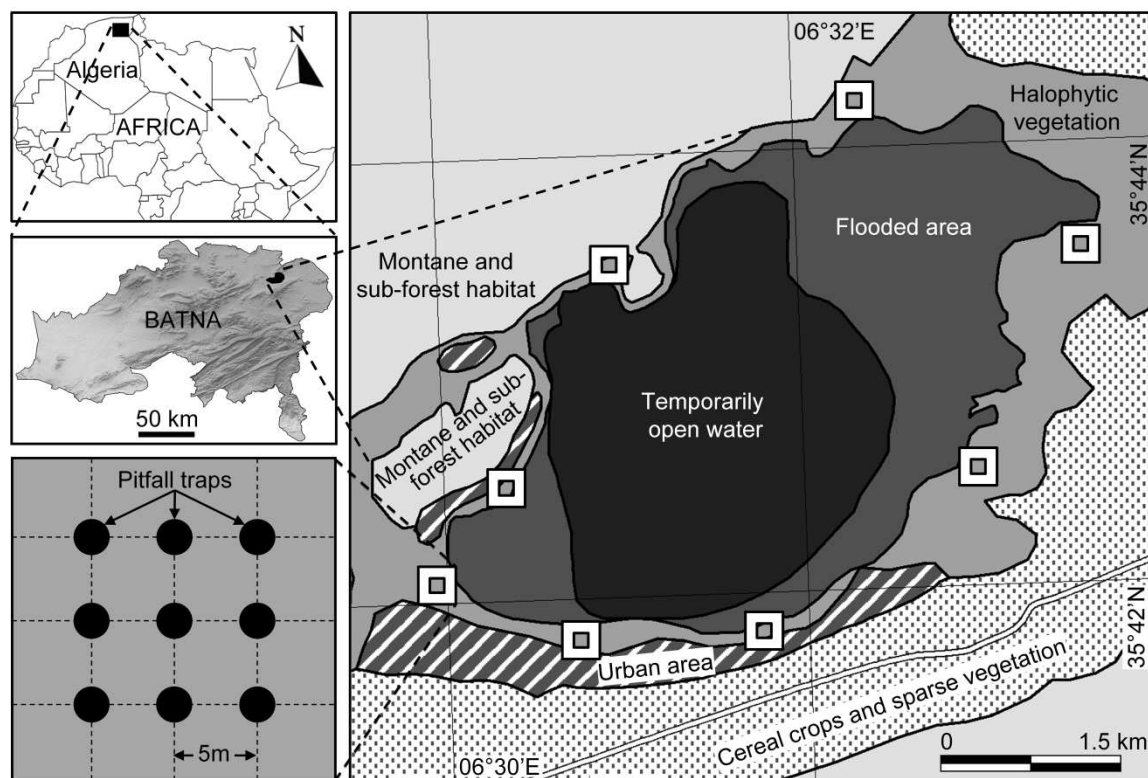 N
Algeria
AFRICA
BATNA
50 km
Pitfall traps
5m
06°32'E
Halophytic
vegetation
35°44'N
Flooded area
Montane and
sub-forest habitat
Temporarily
open water
Montane and sub-
forest habitat
35°42'N
Urban area
Cereal crops and sparse vegetation
06°30'E
0 1.5 km